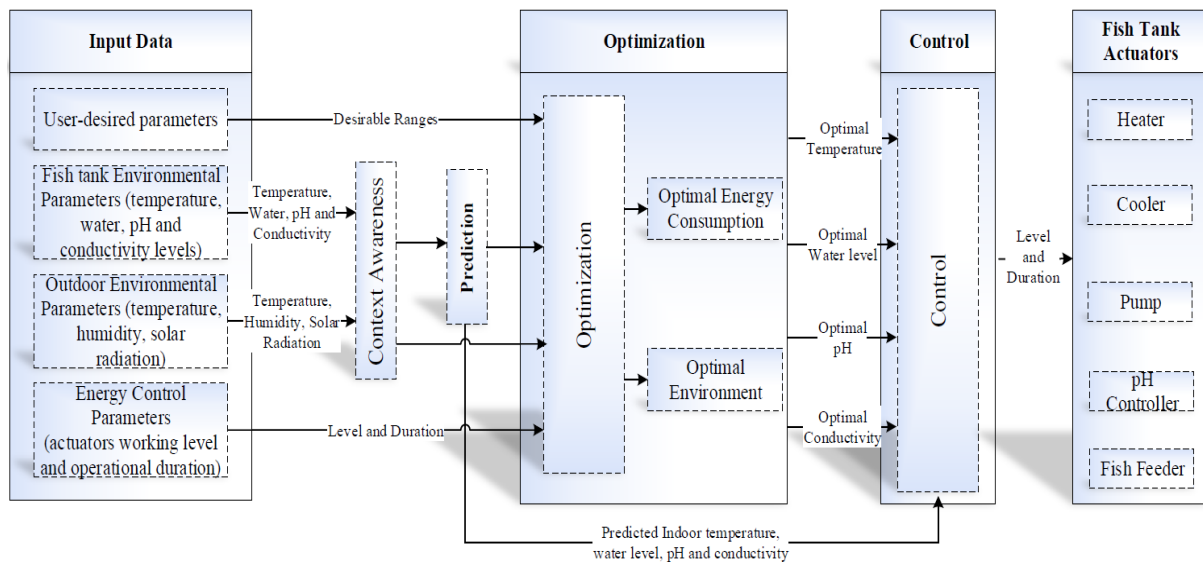 Input Data
User-desired parameters
Fish tank Environmental
Parameters (temperature,
water, pH and
conductivity levels)
Outdoor Environmental
Parameters (temperature,
humidity, solar
radiation)
Energy Control
Parameters
(actuators working level
and operational duration)
Desirable Ranges
Temperature,
Water, pH and
Conductivity
Temperature,
Humidity, Solar
Radiation
Level and Duration
Context Awareness
Prediction
Optimization
Optimization
Optimal Energy
Consumption
Optimal
Environment
Optimal
Temperature
Optimal
Water level
Optimal
pH
Optimal
Conductivity
Predicted Indoor temperature,
water level, pH and conductivity
Control
Control
Level
and
Duration
Fish Tank
Actuators
Heater
Cooler
Pump
pH
Controller
Fish Feeder